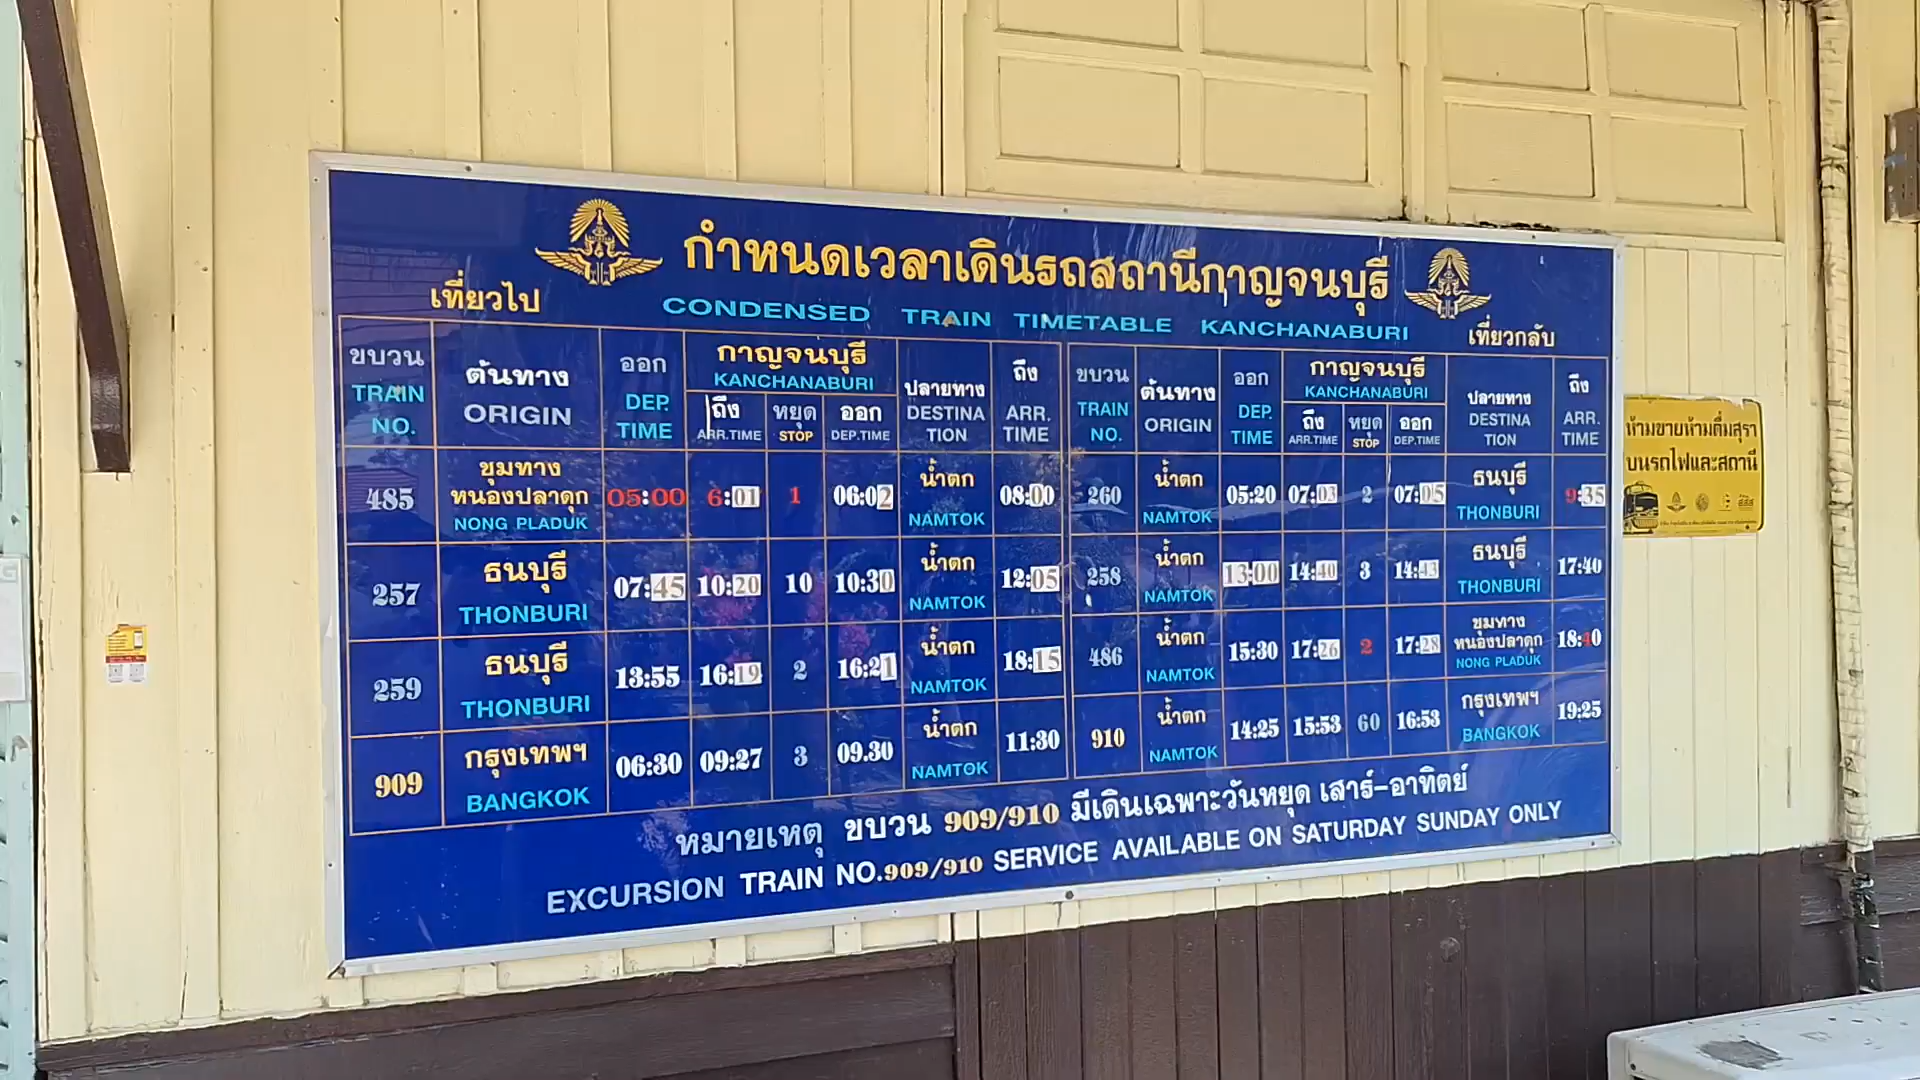 กำหนดเวลาเดินรถสถานีกาญจนบุรี
เที่ยวไป
CONDENSED TRAIN TIMETABLE KANCHANABURI
เที่ยวกลับ
ขบวน TRAIN NO. ต้นทาง ORIGIN ออก DEP. TIME กาญจนบุรี KANCHANABURI ถึง ARR.TIME หยุด STOP ออก DEP.TIME ปลายทาง DESTINA TION ถึง ARR. TIME
485 ชุมทาง หนองปลาดุก NONG PLADUK 05:00 6:01 1 06:02 น้ำตก NAMTOK 08:00
257 ธนบุรี THONBURI 07:45 10:20 10 10:30 น้ำตก NAMTOK 12:05
259 ธนบุรี THONBURI 13:55 16:19 2 16:21 น้ำตก NAMTOK 18:15
909 กรุงเทพฯ BANGKOK 06:30 09:27 3 09.30 น้ำตก NAMTOK 11:30
ขบวน TRAIN NO. ต้นทาง ORIGIN ออก DEP. TIME กาญจนบุรี KANCHANABURI ถึง ARR.TIME หยุด STOP ออก DEP.TIME ปลายทาง DESTINA TION ถึง ARR. TIME
260 น้ำตก NAMTOK 05:20 07:03 2 07:05 ธนบุรี THONBURI 9:35
258 น้ำตก NAMTOK 13:00 14:40 3 14:43 ธนบุรี THONBURI 17:40
486 น้ำตก NAMTOK 15:30 17:26 2 17:28 ชุมทาง หนองปลาดุก NONG PLADUK 18:40
910 น้ำตก NAMTOK 14:25 15:53 60 16:53 กรุงเทพฯ BANGKOK 19:25
หมายเหตุ ขบวน 909/910 มีเดินเฉพาะวันหยุด เสาร์-อาทิตย์
EXCURSION TRAIN NO.909/910 SERVICE AVAILABLE ON SATURDAY SUNDAY ONLY
ห้ามขายห้ามดื่มสุรา
บนรถไฟและสถานี